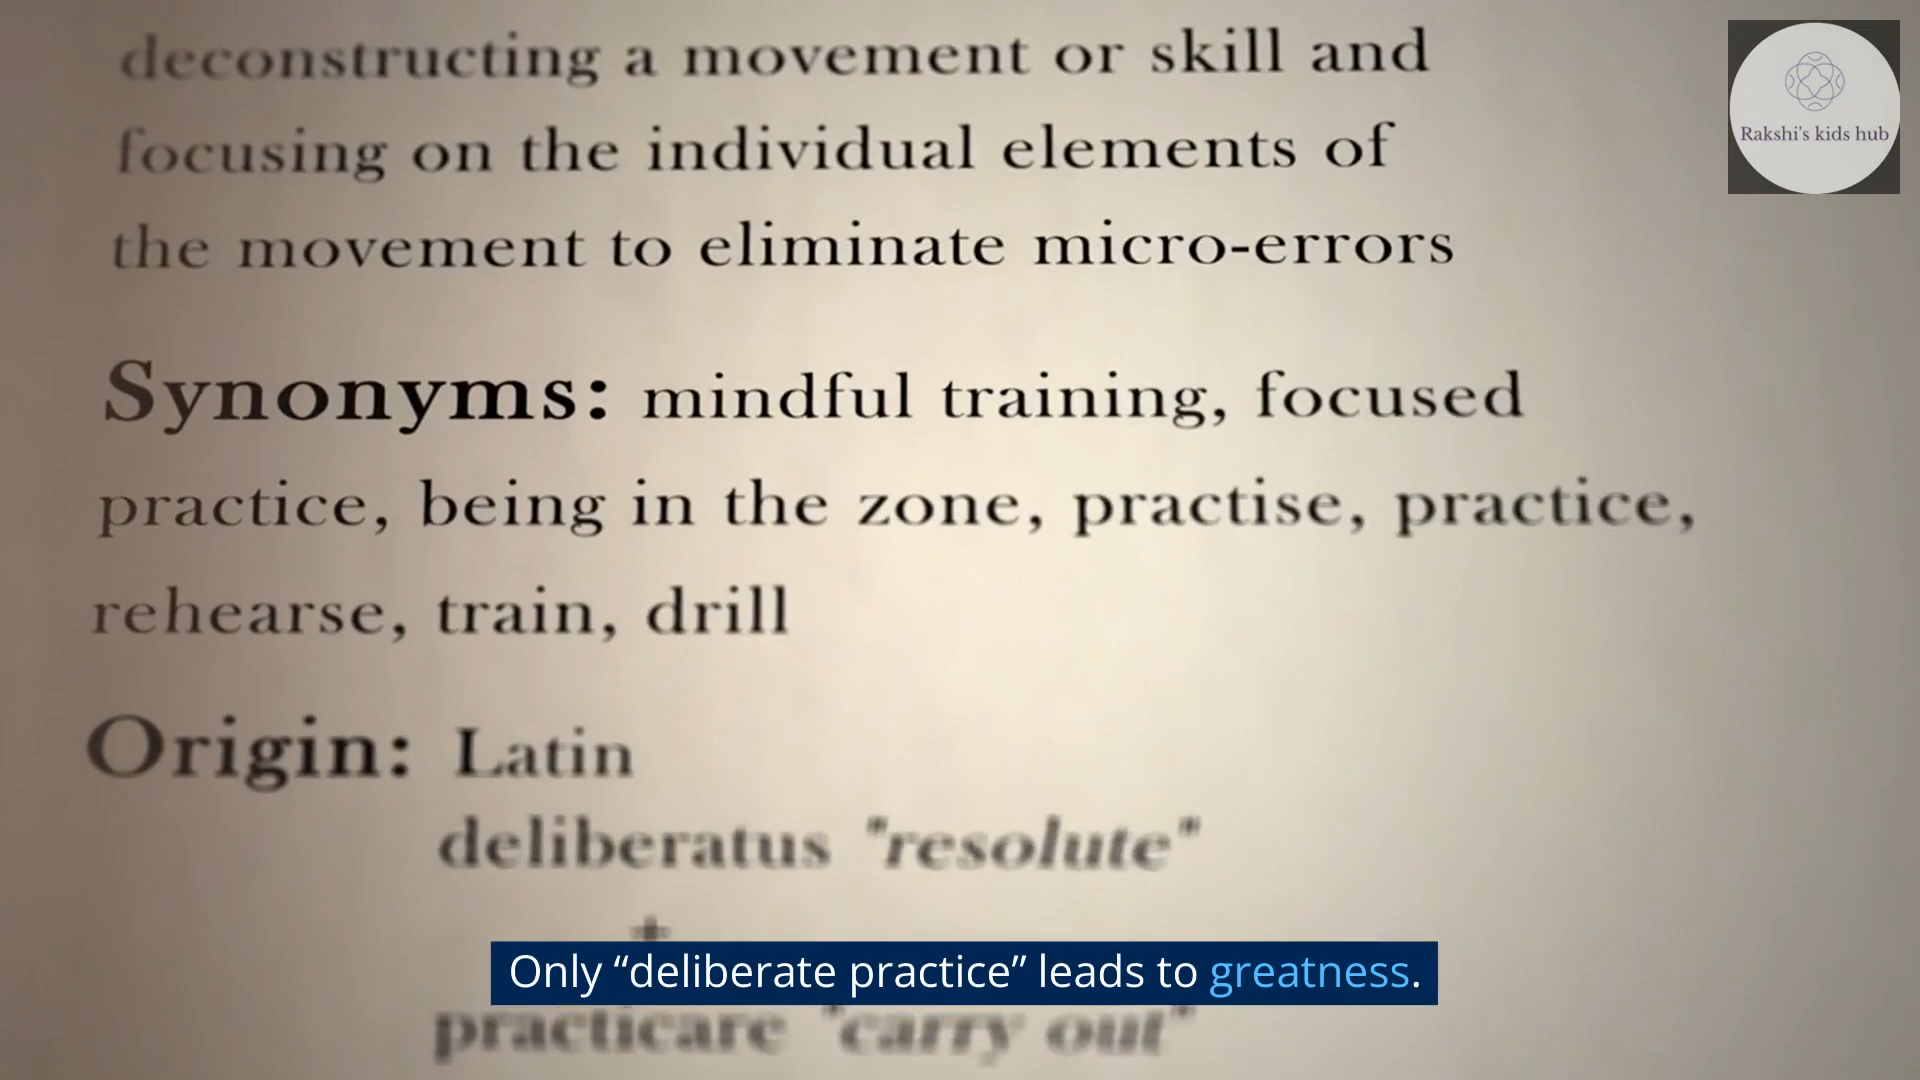 deconstructing a movement or skill and
focusing on the individual elements of
the movement to eliminate micro-errors
Synonyms: mindful training, focused
practice, being in the zone, practise, practice,
rehearse, train, drill
Origin: Latin
deliberatus "resolute"
+
Only “deliberate practice” leads to greatness.
practicare "carry out"
Rakshi's kids hub